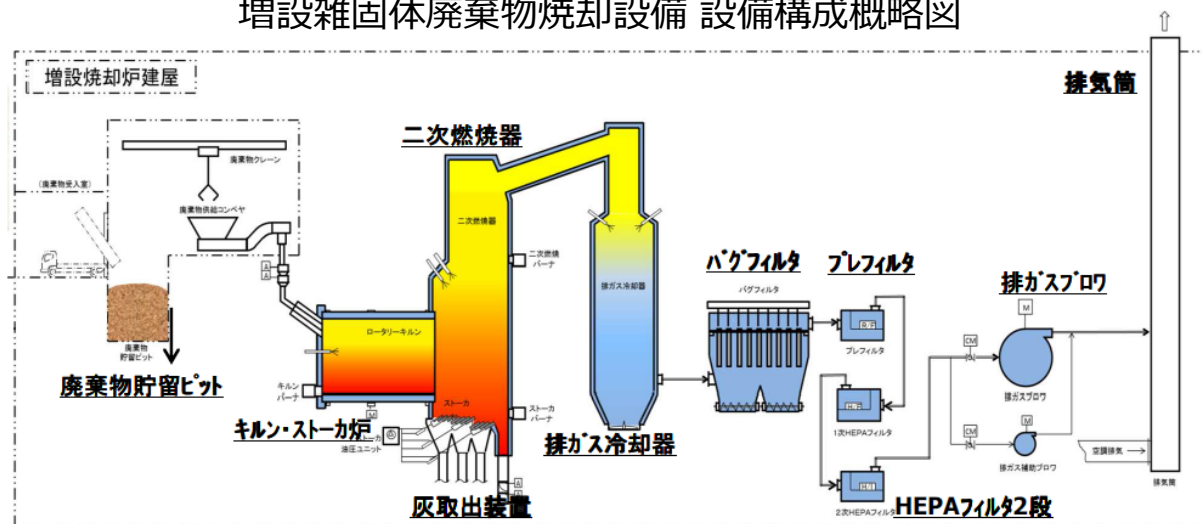 増設雑固体廃棄物焼却設備 設備構成概略図
増設焼却炉建屋
排気筒
二次燃焼器
廃棄物クレーン
(廃棄物受入室)
廃棄物供給コンベヤ
二次燃焼器
二次燃焼
バーナ
A
A
排ガス冷却器
バグフィルタ
プレフィルタ
排ガスブロワ
バグフィルタ
M
ロータリーキルン
プレフィルタ
CM
廃棄物
貯留ピット
廃棄物貯留ピット
キルン
バーナ
M
ストーカ
ストーカ
バーナ
1次HEPAフィルタ
排ガスブロワ
M
CM
キルン・ストーカ炉
ストーカ
油圧ユニット
排ガス冷却器
排ガス補助ブロワ
空調排気
A
A
排気筒
灰取出装置
2次HEPAフィルタ
HEPAフィルタ2段